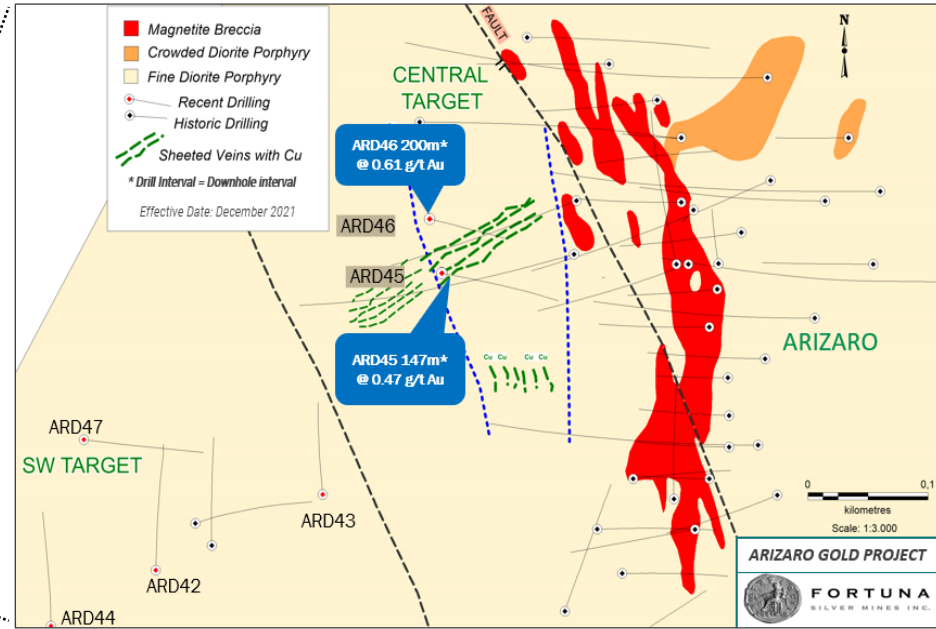 Magnetite Breccia
Crowded Diorite Porphyry
Fine Diorite Porphyry
Recent Drilling
Historic Drilling
Sheeted Veins with Cu
* Drill Interval = Downhole interval
Effective Date: December 2021
FAULT
N
CENTRAL
TARGET
ARD46 200m*
@ 0.61 g/t Au
ARD46
ARD45
ARD45 147m*
@ 0.47 g/t Au
Cu Cu Cu Cu
ARIZARO
ARD47
SW TARGET
ARD43
ARD42
ARD44
0 0,1
kilometres
Scale: 1:3.000
ARIZARO GOLD PROJECT
FORTUNA
SILVER MINES INC.